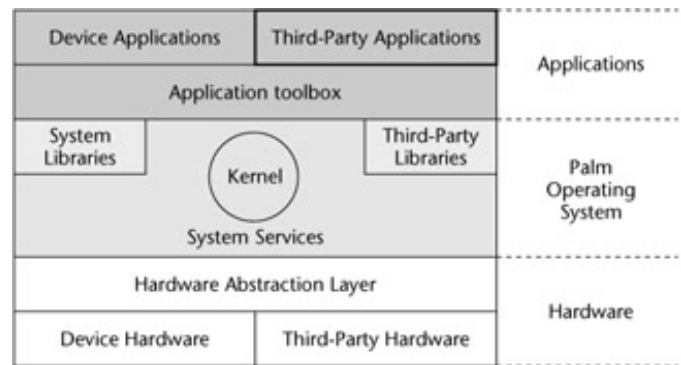 Device Applications
Third-Party Applications
Applications
Application toolbox
System
Libraries
Third-Party
Libraries
Kernel
Palm
Operating
System
System Services
Hardware Abstraction Layer
Hardware
Device Hardware
Third-Party Hardware